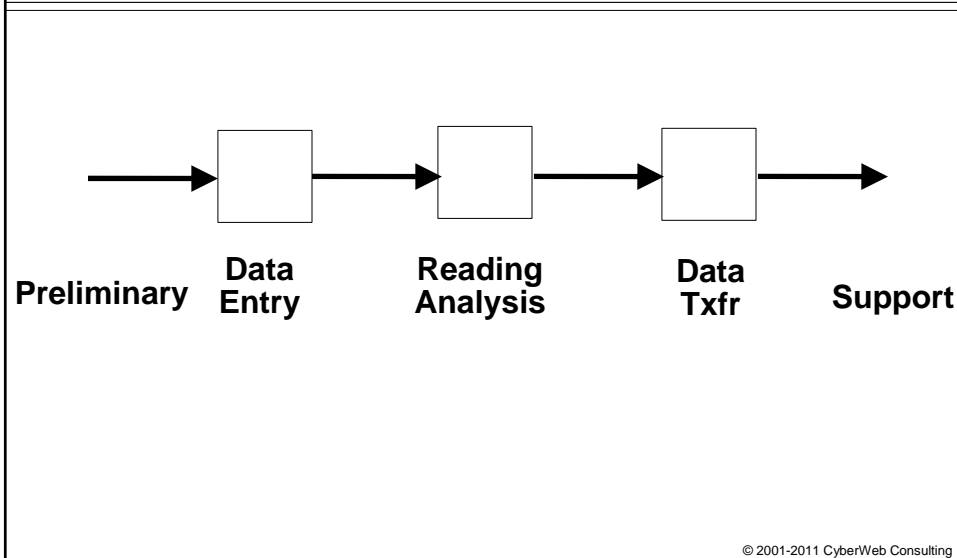 Preliminary
Data
Entry
Reading
Analysis
Data
Txfr
Support
© 2001-2011 CyberWeb Consulting